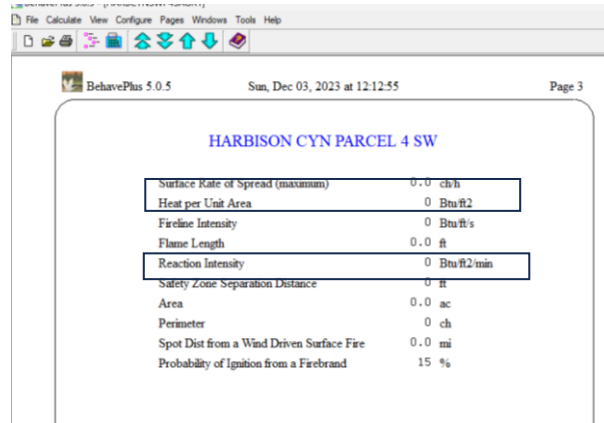 File Calculate View Configure Pages Windows Tools Help
BehavePlus 5.0.5 Sun, Dec 03, 2023 at 12:12:55 Page 3
HARBISON CYN PARCEL 4 SW
Surface Rate of Spread (maximum) 0.0 ch/h
Heat per Unit Area 0 Btu/ft2
Fireline Intensity 0 Btu/ft/s
Flame Length 0.0 ft
Reaction Intensity 0 Btu/ft2/min
Safety Zone Separation Distance 0 ft
Area 0.0 ac
Perimeter 0 ch
Spot Dist from a Wind Driven Surface Fire 0.0 mi
Probability of Ignition from a Firebrand 15 %